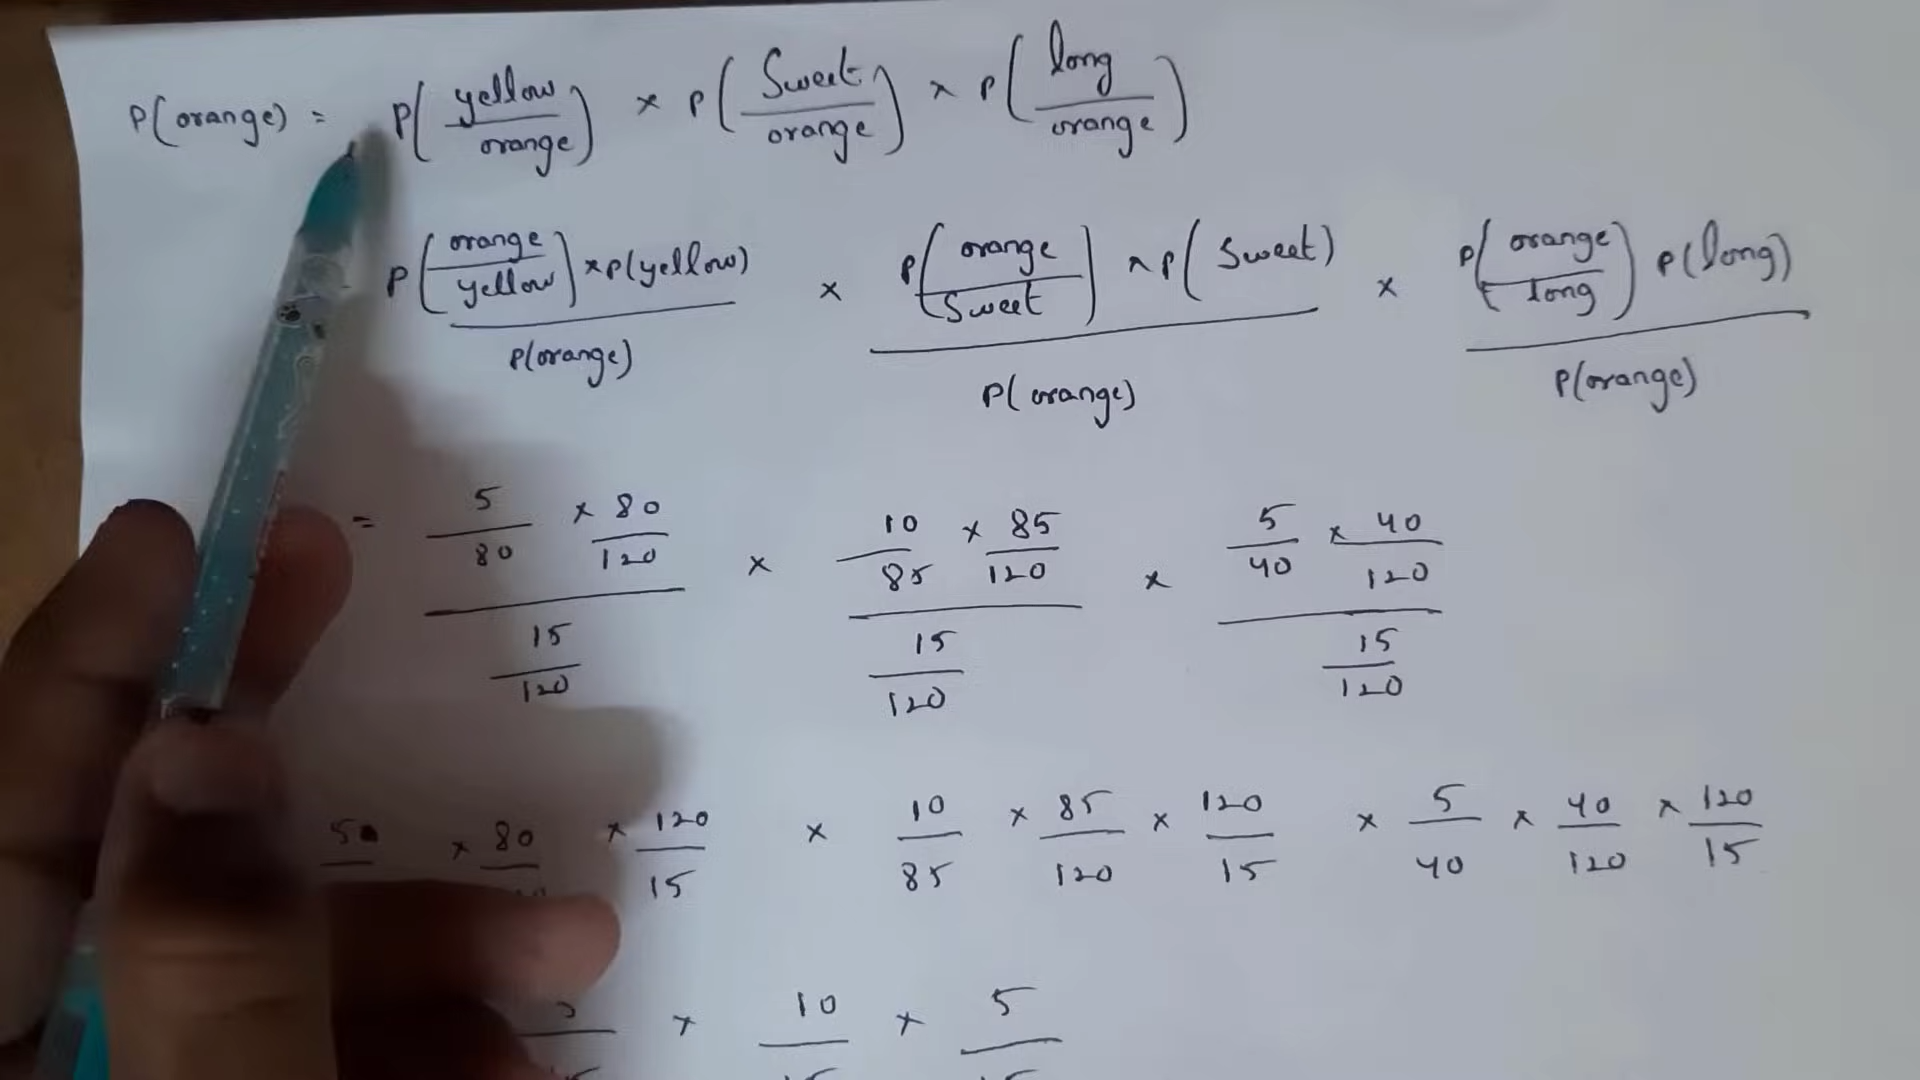 P(orange) = P(yellow/orange) × P(Sweet/orange) × P(long/orange)
P(orange/yellow) × P(yellow) / P(orange) × P(orange/Sweet) × P(Sweet) / P(orange) × P(orange/long) P(long) / P(orange)
= 5/80 × 80/120 / 15/120 × 10/85 × 85/120 / 15/120 × 5/40 × 40/120 / 15/120
× 80 × 120/15 × 10/85 × 85/120 × 120/15 × 5/40 × 40/120 × 120/15
× 10 × 5